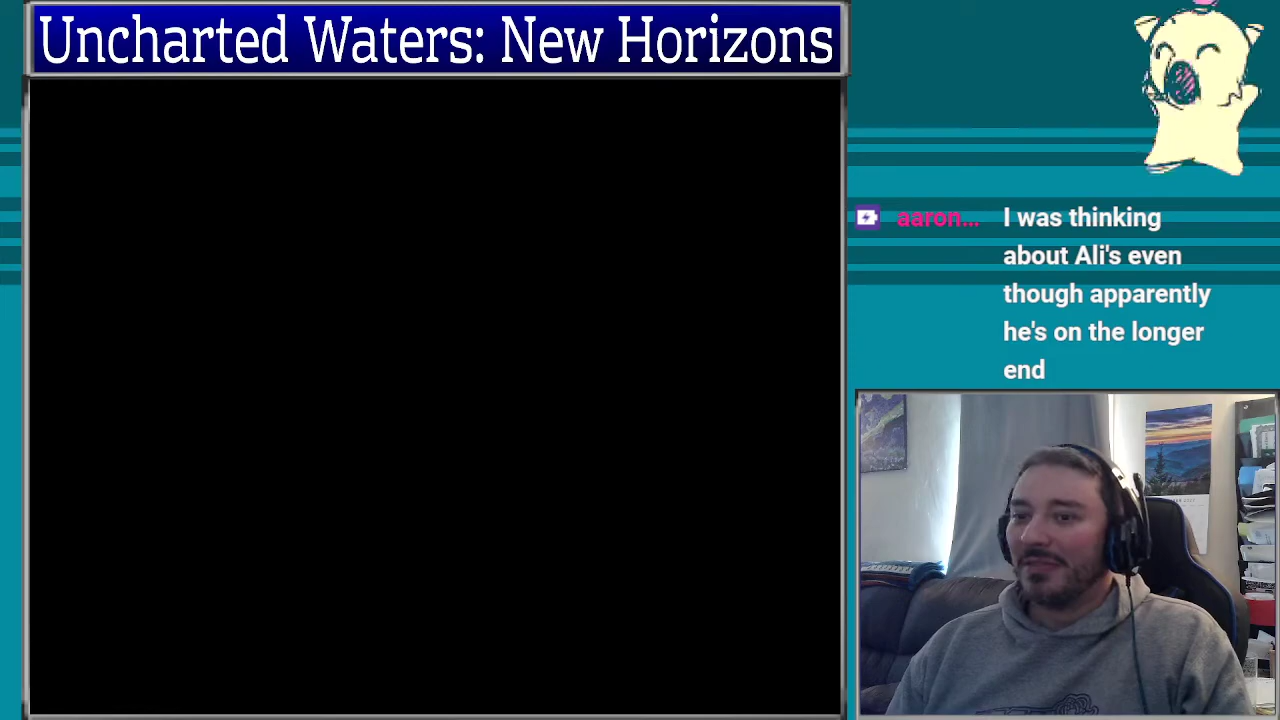 Uncharted Waters: New Horizons
aaron... I was thinking
about Ali's even
though apparently
he's on the longer
end